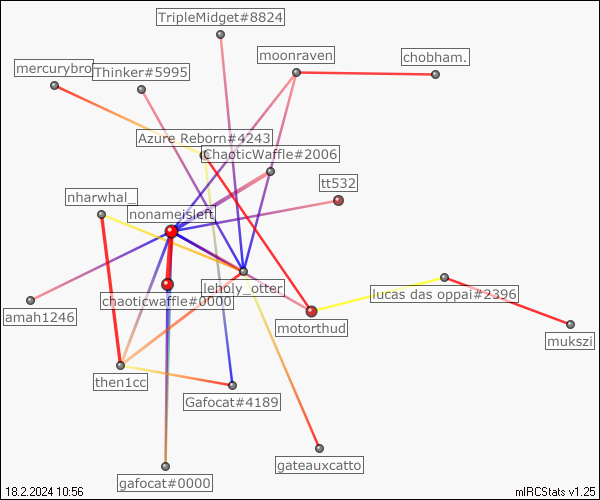 TripleMidget#8824
moonraven
chobham.
mercurybro
Thinker#5995
Azure Reborn#4243
ChaoticWaffle#2006
tt532
nharwhal_
nonameisleft
leholy_otter
chaoticwaffle#0000
lucas das oppai#2396
amah1246
motorthud
mukszi
then1cc
Gafocat#4189
gateauxcatto
gafocat#0000
18.2.2024 10:56
mIRCStats v1.25